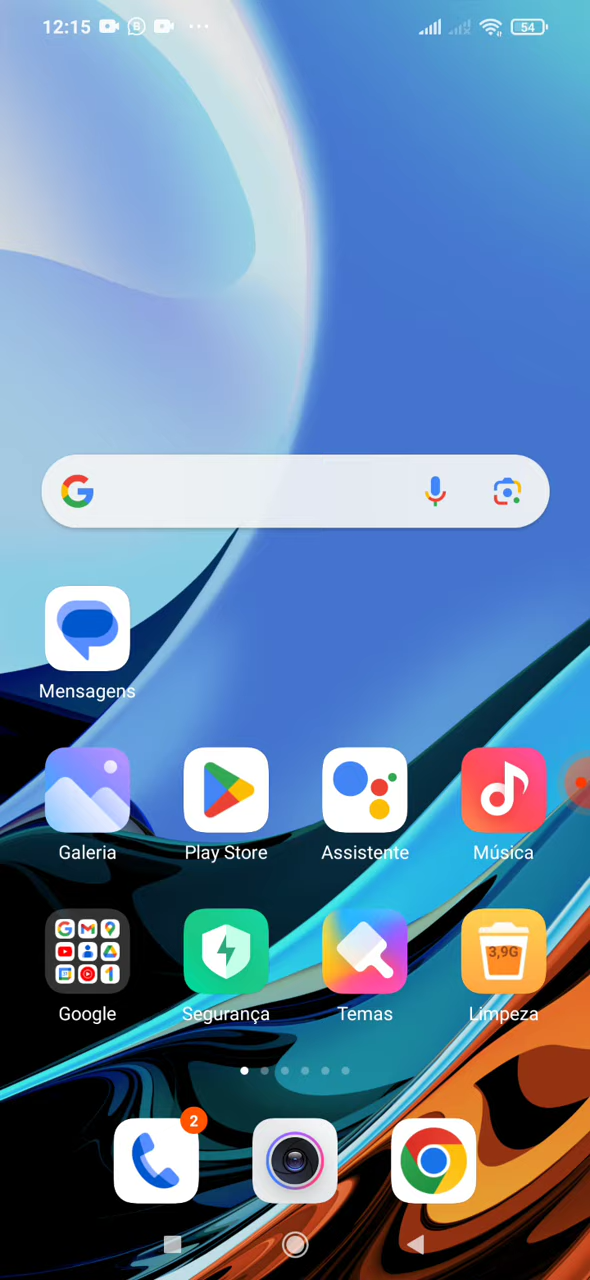 12:15
54
Mensagens
Galeria
Play Store
Assistente
Música
3,9G
Google
Segurança
Temas
Limpeza
2